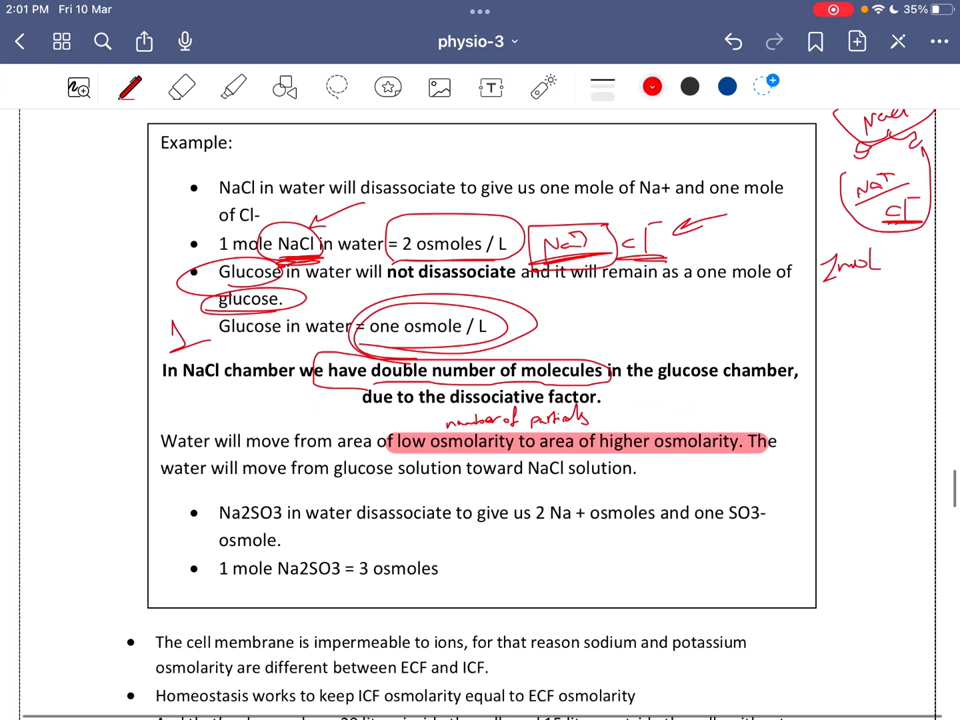 2:01 PM Fri 10 Mar
35%
physio-3
Example:
NaCl
Na+
Cl-
• NaCl in water will disassociate to give us one mole of Na+ and one mole
of Cl-
• 1 mole NaCl in water = 2 osmoles / L Na+ Cl-
2mol
• Glucose in water will not disassociate and it will remain as a one mole of
glucose.
1
Glucose in water = one osmole / L
In NaCl chamber we have double number of molecules in the glucose chamber,
due to the dissociative factor.
number of partials
Water will move from area of low osmolarity to area of higher osmolarity. The
water will move from glucose solution toward NaCl solution.
• Na2SO3 in water disassociate to give us 2 Na + osmoles and one SO3-
osmole.
• 1 mole Na2SO3 = 3 osmoles
• The cell membrane is impermeable to ions, for that reason sodium and potassium
osmolarity are different between ECF and ICF.
• Homeostasis works to keep ICF osmolarity equal to ECF osmolarity